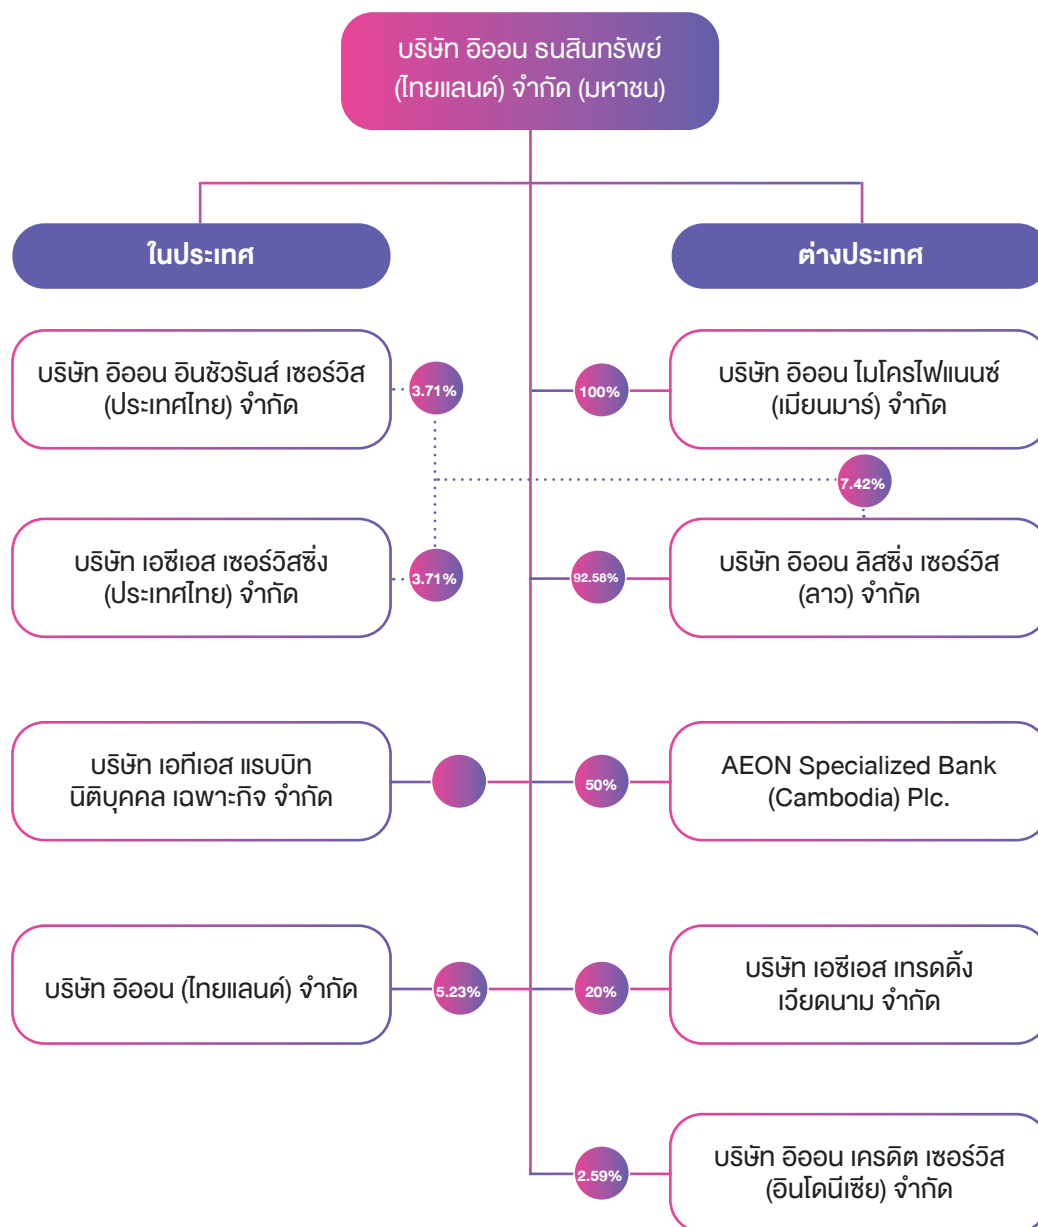 บริษัท อิออน ธนสินทรัพย์
(ไทยแลนด์) จำกัด (มหาชน)
ในประเทศ
ต่างประเทศ
บริษัท อิออน อินชัวรันส์ เซอร์วิส
(ประเทศไทย) จำกัด
3.71%
100%
บริษัท อิออน ไมโครไฟแนนซ์
(เมียนมาร์) จำกัด
7.42%
บริษัท เอซีเอส เซอร์วิสซิ่ง
(ประเทศไทย) จำกัด
3.71%
92.58%
บริษัท อิออน ลิสซิ่ง เซอร์วิส
(ลาว) จำกัด
บริษัท เอทีเอส แรบบิท
นิติบุคคล เฉพาะกิจ จำกัด
50%
AEON Specialized Bank
(Cambodia) Plc.
บริษัท อิออน (ไทยแลนด์) จำกัด
5.23%
20%
บริษัท เอซีเอส เทรดดิ้ง
เวียดนาม จำกัด
2.59%
บริษัท อิออน เครดิต เซอร์วิส
(อินโดนีเซีย) จำกัด